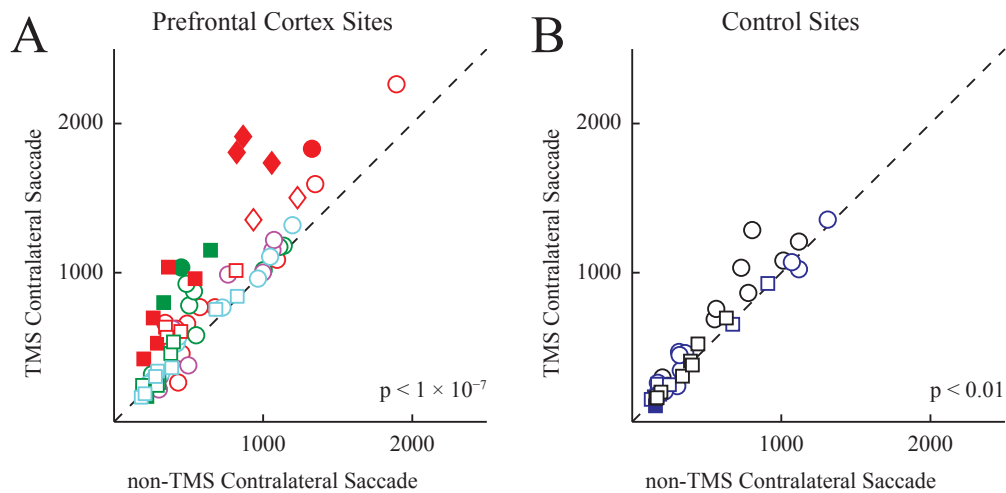 A
Prefrontal Cortex Sites
TMS Contralateral Saccade
2000
1000
p < 1 × 10⁻⁷
1000
2000
non-TMS Contralateral Saccade
B
Control Sites
TMS Contralateral Saccade
2000
1000
p < 0.01
1000
2000
non-TMS Contralateral Saccade